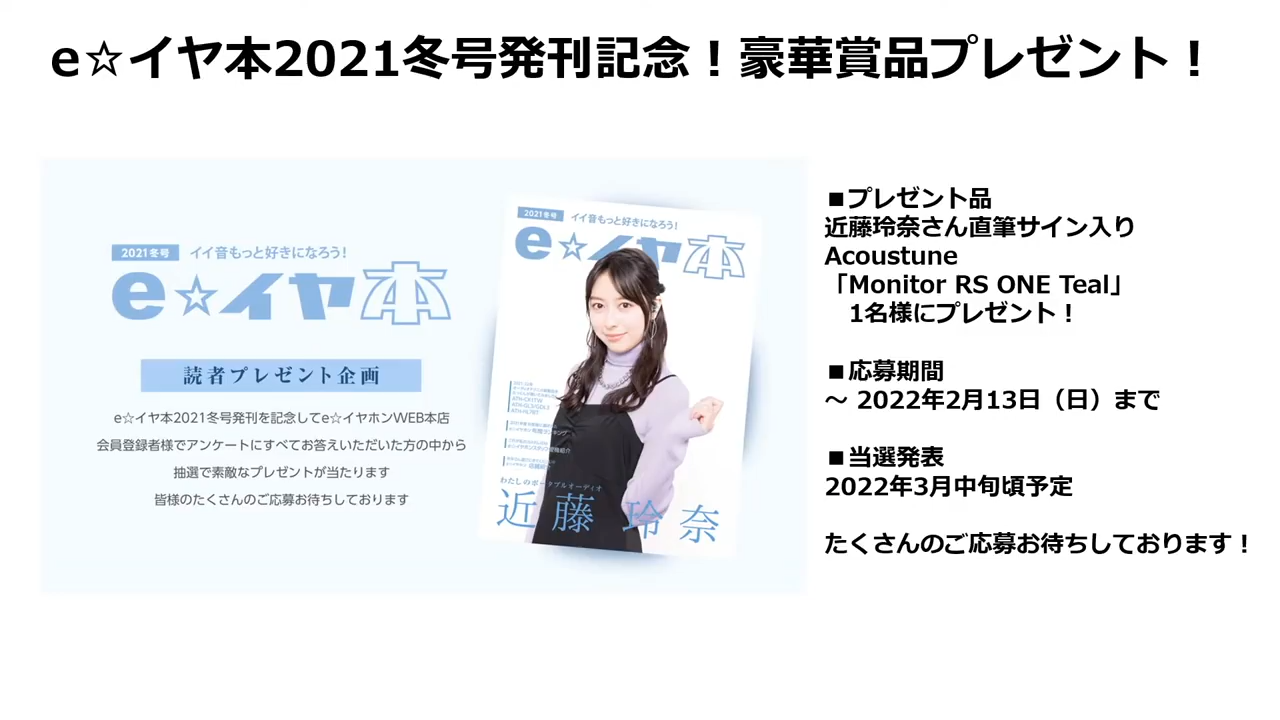 e☆イヤ本2021冬号発刊記念！豪華賞品プレゼント！
2021冬号 イイ音もっと好きになろう!
e☆イヤ本
読者プレゼント企画
e☆イヤ本2021冬号発刊を記念してe☆イヤホンWEB本店
会員登録者様でアンケートにすべてお答えいただいた方の中から
抽選で素敵なプレゼントが当たります
皆様のたくさんのご応募お待ちしております
2021冬号 イイ音もっと好きになろう!
e☆イヤ本
わたしのポータブルオーディオ
近藤 玲奈
■プレゼント品
近藤玲奈さん直筆サイン入り
Acoustune
「Monitor RS ONE Teal」
1名様にプレゼント！
■応募期間
～ 2022年2月13日（日）まで
■当選発表
2022年3月中旬頃予定
たくさんのご応募お待ちしております！